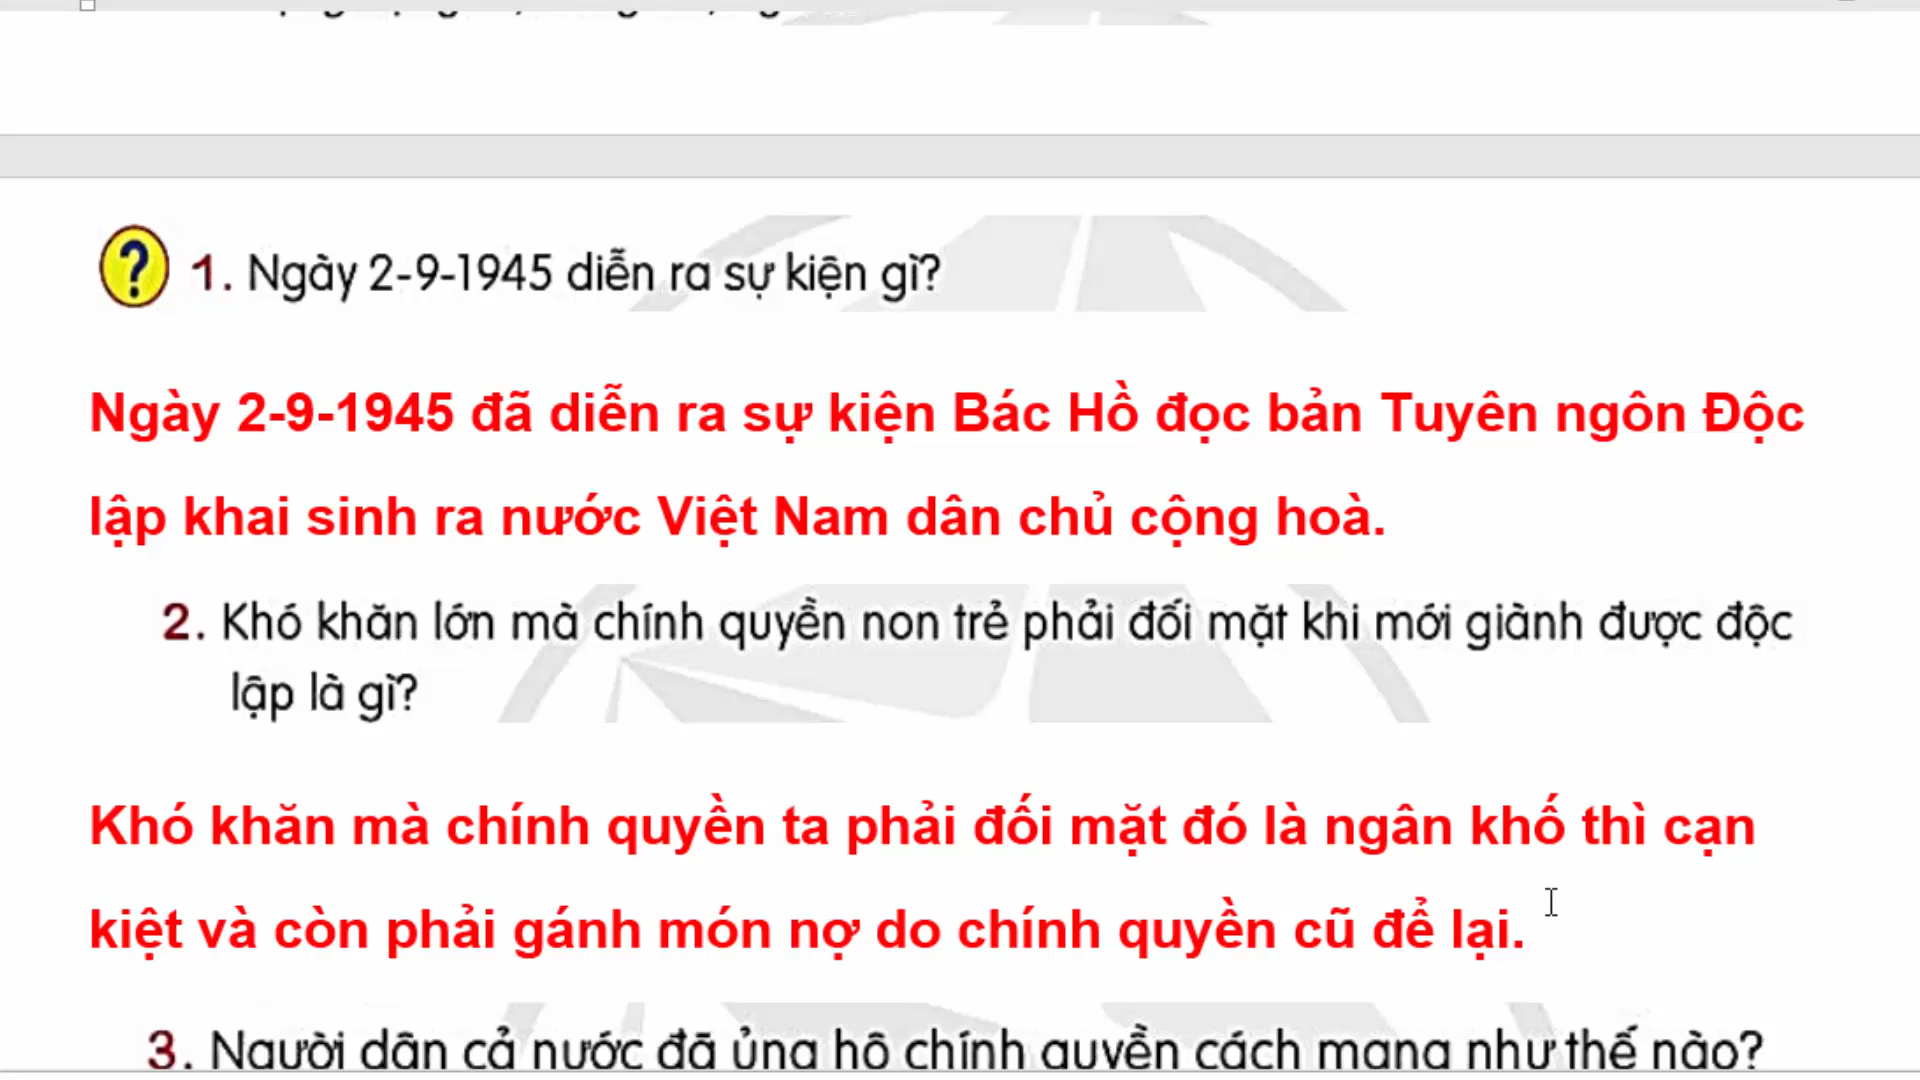 ? 1. Ngày 2-9-1945 diễn ra sự kiện gì?
Ngày 2-9-1945 đã diễn ra sự kiện Bác Hồ đọc bản Tuyên ngôn Độc
lập khai sinh ra nước Việt Nam dân chủ cộng hoà.
2. Khó khăn lớn mà chính quyền non trẻ phải đối mặt khi mới giành được độc
lập là gì?
Khó khăn mà chính quyền ta phải đối mặt đó là ngân khố thì cạn
kiệt và còn phải gánh món nợ do chính quyền cũ để lại.
3. Người dân cả nước đã ủng hộ chính quyền cách mạng như thế nào?